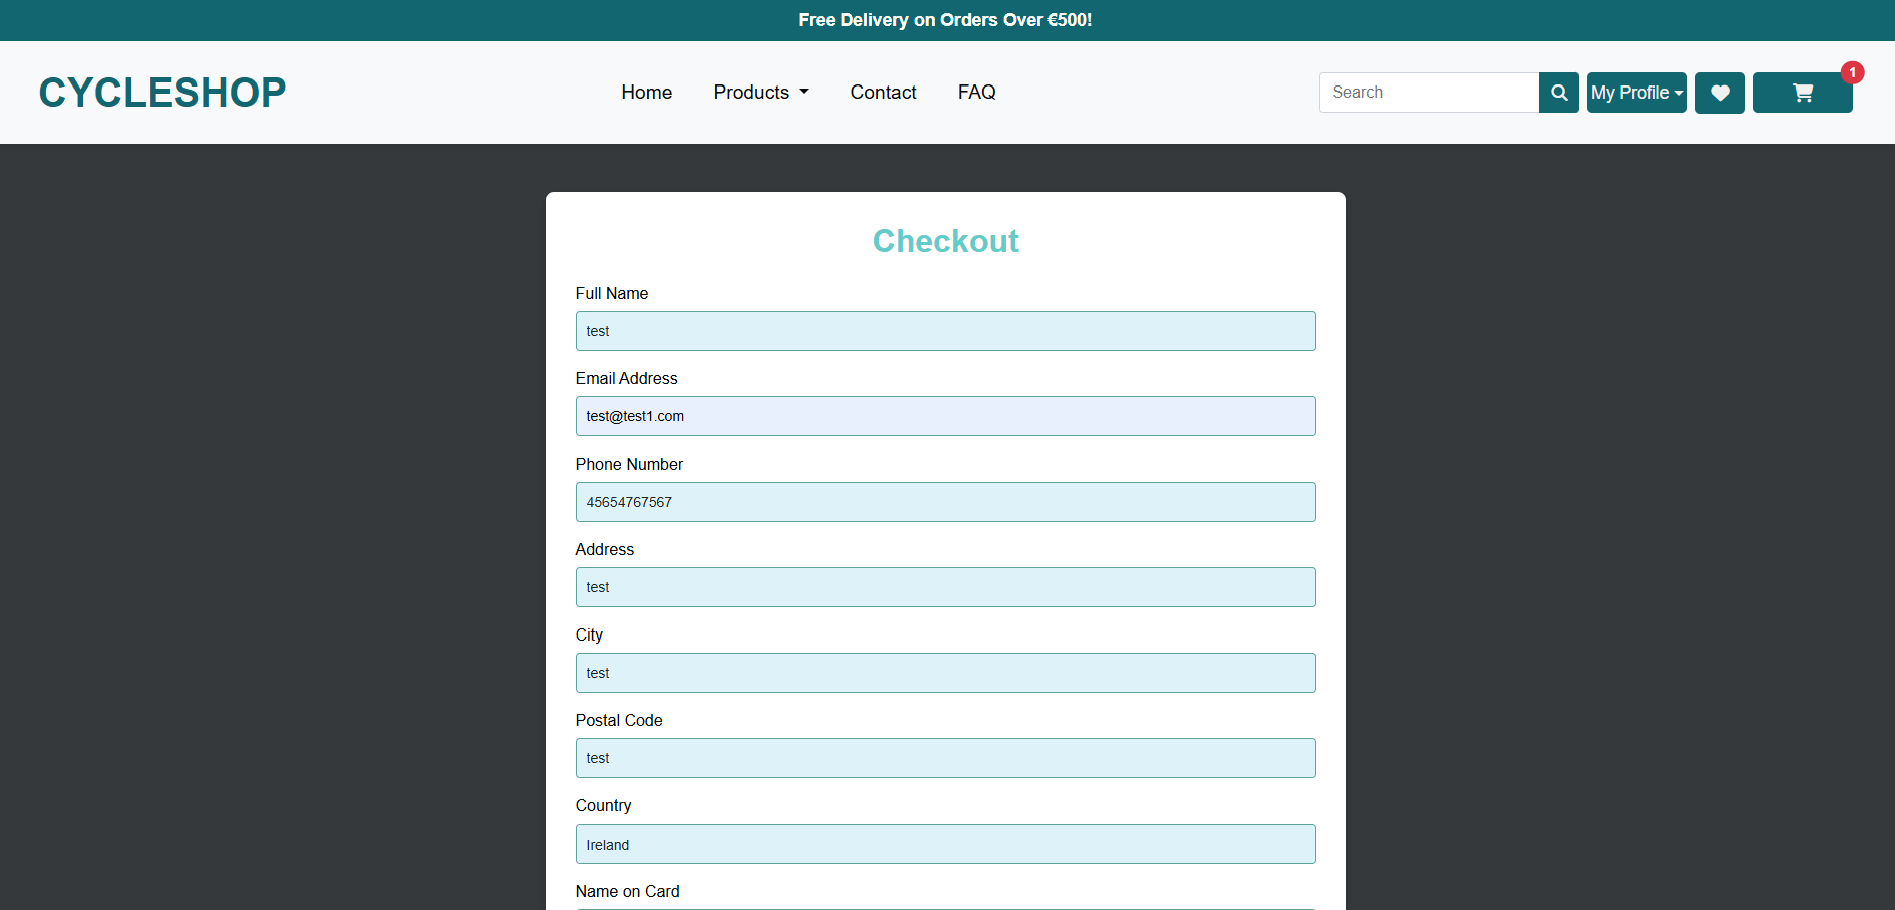 Free Delivery on Orders Over €500!
CYCLESHOP
Home
Products
Contact
FAQ
Search
My Profile
1
Checkout
Full Name
test
Email Address
test@test1.com
Phone Number
45654767567
Address
test
City
test
Postal Code
test
Country
Ireland
Name on Card